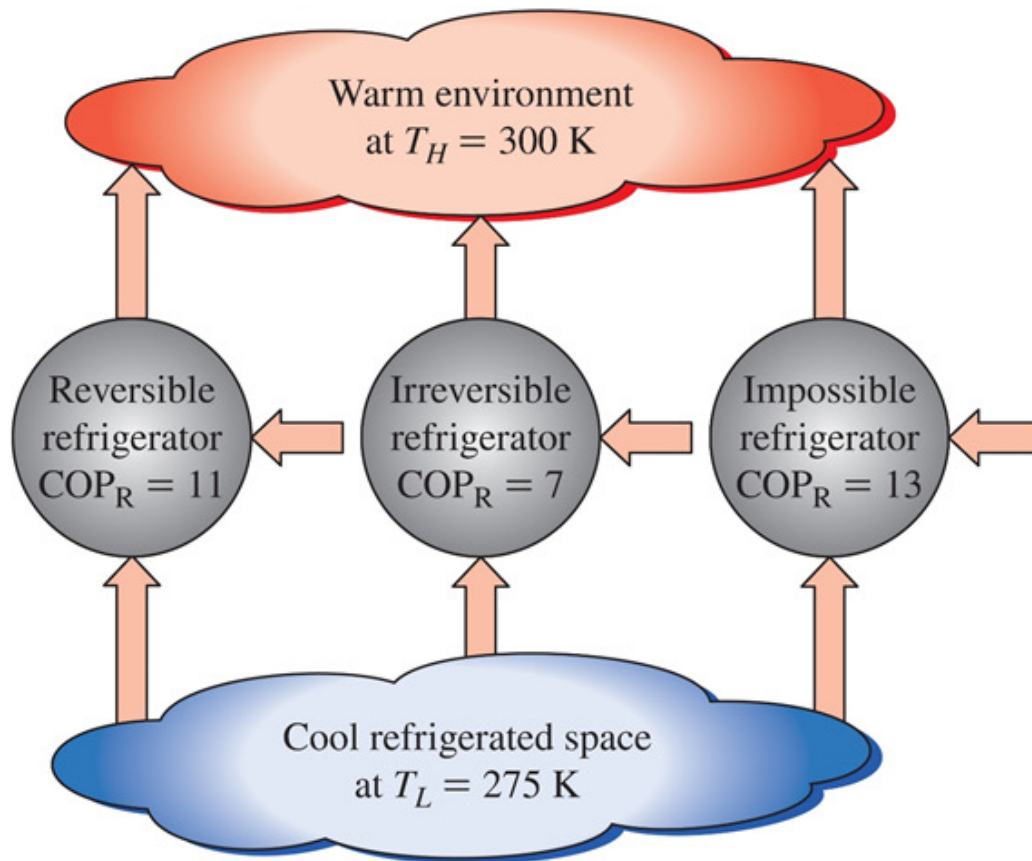 Warm environment
at T_H = 300 K
Reversible
refrigerator
COP_R = 11
Irreversible
refrigerator
COP_R = 7
Impossible
refrigerator
COP_R = 13
Cool refrigerated space
at T_L = 275 K